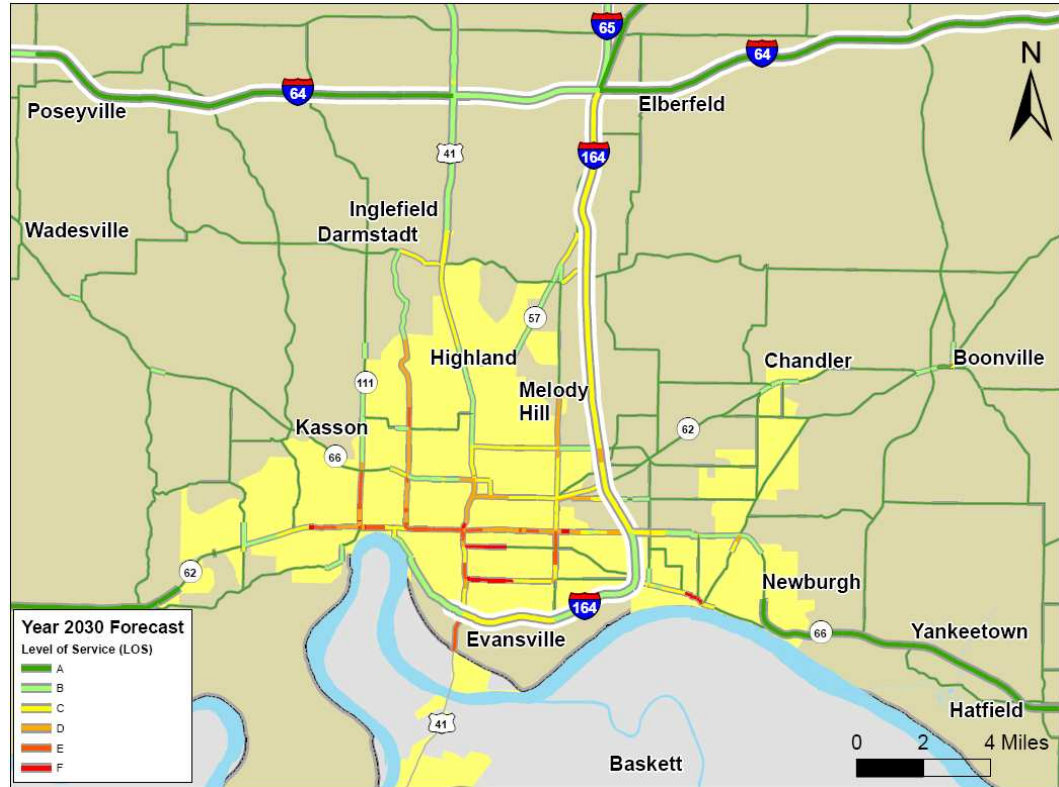 65
64
64
N
Poseyville
Elberfeld
41
164
Inglefield
Darmstadt
Wadesville
57
Highland
Chandler
Boonville
111
Melody
Hill
Kasson
62
66
62
Newburgh
164
Evansville
66
Yankeetown
Hatfield
41
Baskett
0 2 4 Miles
Year 2030 Forecast
Level of Service (LOS)
A
B
C
D
E
F